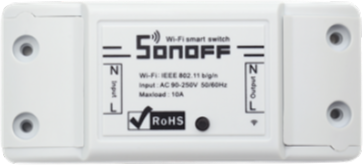 Wi-Fi smart switch
SONOFF
N
Input
L
Wi-Fi: IEEE 802.11 b/g/n
Input : AC 90-250V 50/60Hz
Maxload : 10A
N
Output
L
RoHS